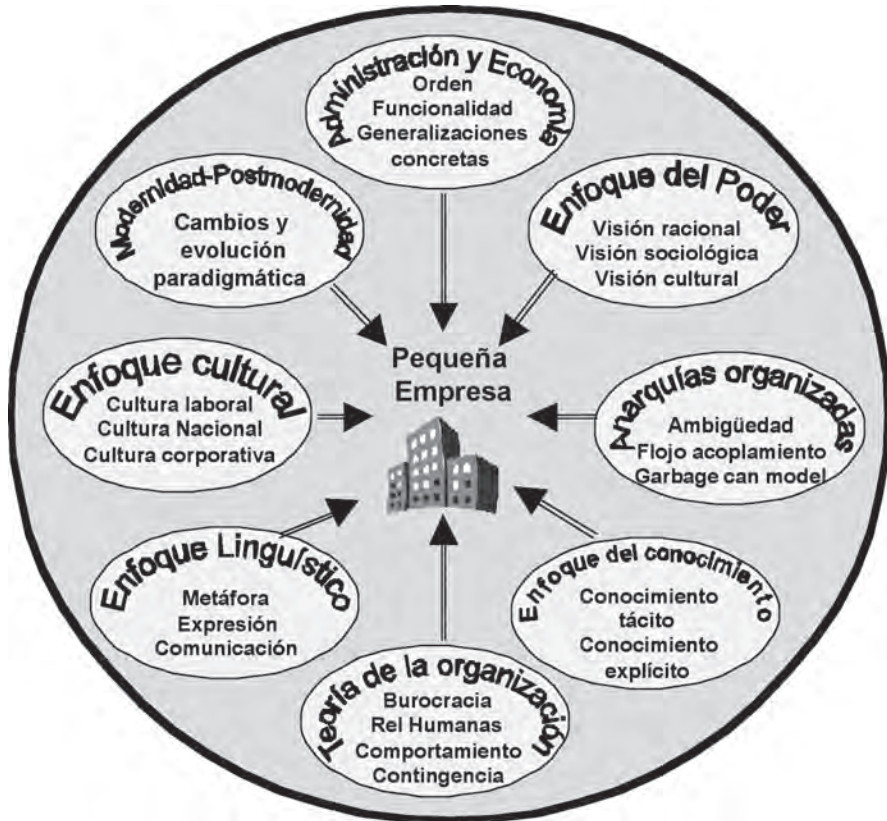 Administración y Economía
Orden
Funcionalidad
Generalizaciones
concretas
Enfoque del Poder
Visión racional
Visión sociológica
Visión cultural
Anarquías organizadas
Ambigüedad
Flojo acoplamiento
Garbage can model
Enfoque del conocimiento
Conocimiento
tácito
Conocimiento
explícito
Teoría de la organización
Burocracia
Rel Humanas
Comportamiento
Contingencia
Enfoque Linguístico
Metáfora
Expresión
Comunicación
Enfoque cultural
Cultura laboral
Cultura Nacional
Cultura corporativa
Modernidad-Postmodernidad
Cambios y
evolución
paradigmática
Pequeña
Empresa